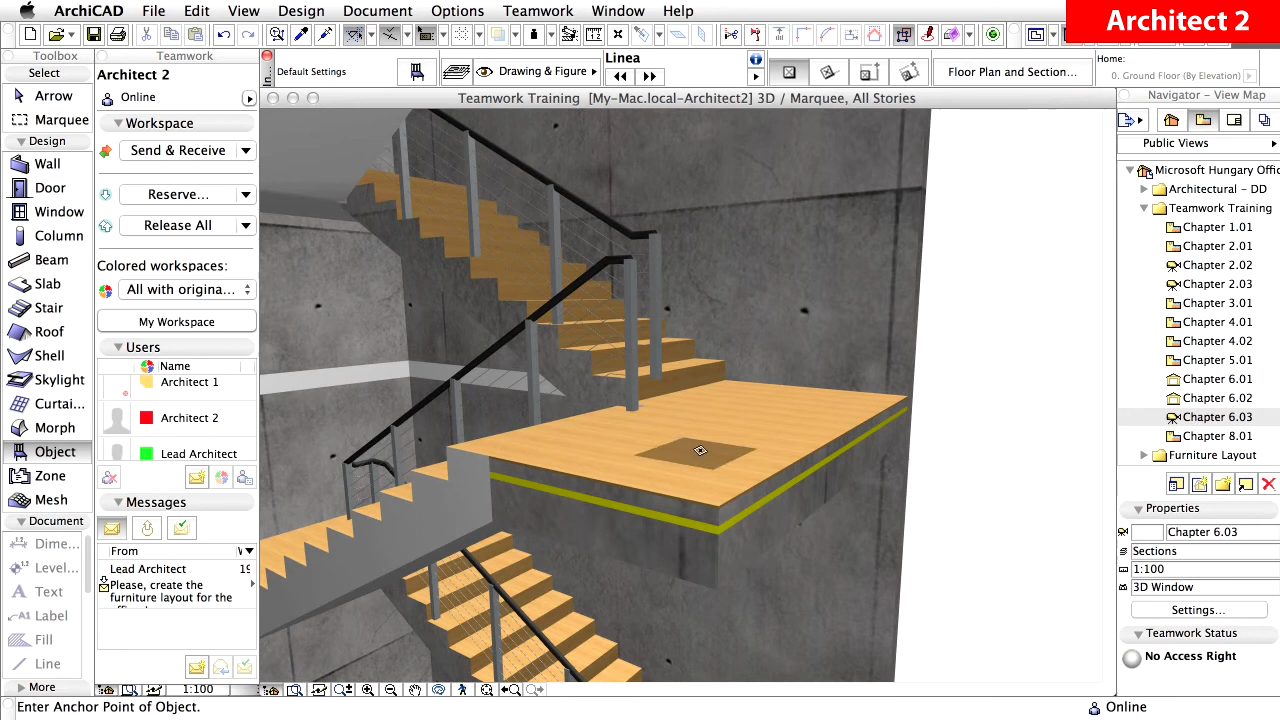 ArchiCAD File Edit View Design Document Options Teamwork Window Help
Architect 2
Toolbox
Select
Arrow
Marquee
Design
Wall
Door
Window
Column
Beam
Slab
Stair
Roof
Shell
Skylight
Curtai...
Morph
Object
Zone
Mesh
Document
Dime...
Level...
Text
Label
Fill
Line
More
Teamwork
Architect 2
Online
Workspace
Send & Receive
Reserve...
Release All
Colored workspaces:
All with origina...
My Workspace
Users
Name
Architect 1
Architect 2
Lead Architect
Messages
From
Lead Architect 19
Please, create the
furniture layout for the
Default Settings
Drawing & Figure
Linea
Floor Plan and Section...
Home:
0. Ground Floor (By Elevation)
Teamwork Training [My-Mac.local-Architect2] 3D / Marquee, All Stories
Navigator - View Map
Public Views
Microsoft Hungary Offi
Architectural - DD
Teamwork Training
Chapter 1.01
Chapter 2.01
Chapter 2.02
Chapter 2.03
Chapter 3.01
Chapter 4.01
Chapter 4.02
Chapter 5.01
Chapter 6.01
Chapter 6.02
Chapter 6.03
Chapter 8.01
Furniture Layout
Properties
Chapter 6.03
Sections
1:100
3D Window
Settings...
Teamwork Status
No Access Right
1:100
Enter Anchor Point of Object.
Online